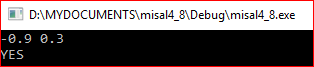 D:\MYDOCUMENTS\misal4_8\Debug\misal4_8.exe
-0.9 0.3
YES